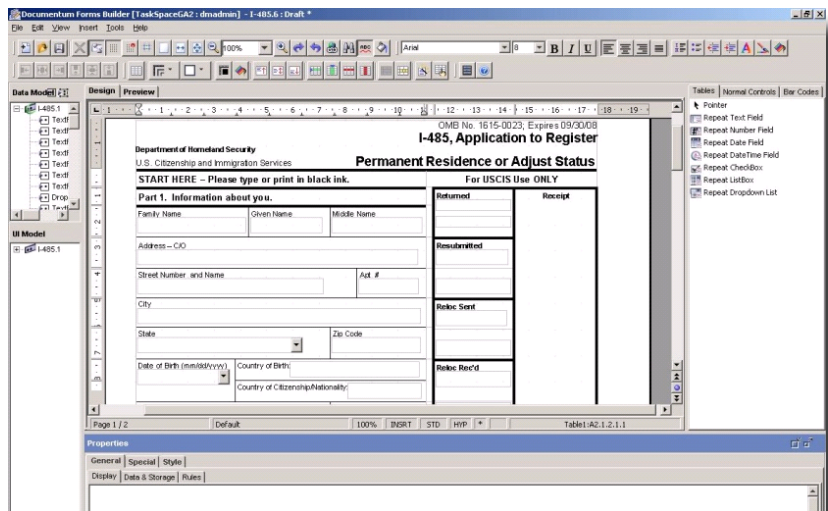 Documentum Forms Builder [TaskSpaceGA2 : dmadmin] - I-485.6 : Draft *
File Edit View Insert Tools Help
100% Arial 8 B I U
Data Model
Design Preview
Tables Normal Controls Bar Codes
I-485.1
Textf
Textf
Textf
Textf
Textf
Textf
Textf
Drop
Textf
UI Model
I-485.1
OMB No. 1615-0023; Expires 09/30/08
I-485, Application to Register
Department of Homeland Security
U.S. Citizenship and Immigration Services
Permanent Residence or Adjust Status
START HERE – Please type or print in black ink.
For USCIS Use ONLY
Part 1. Information about you.
Returned Receipt
Family Name Given Name Middle Name
Address – C/O
Resubmitted
Street Number and Name Apt. #
City
Reloc Sent
State Zip Code
Date of Birth (mm/dd/yyyy) Country of Birth:
Reloc Rec'd
Country of Citizenship/Nationality:
Pointer
Repeat Text Field
Repeat Number Field
Repeat Date Field
Repeat DateTime Field
Repeat CheckBox
Repeat ListBox
Repeat Dropdown List
Page 1 / 2 Default 100% INSRT STD HYP * Table1:A2.1.2.1.1
Properties
General Special Style
Display Data & Storage Rules